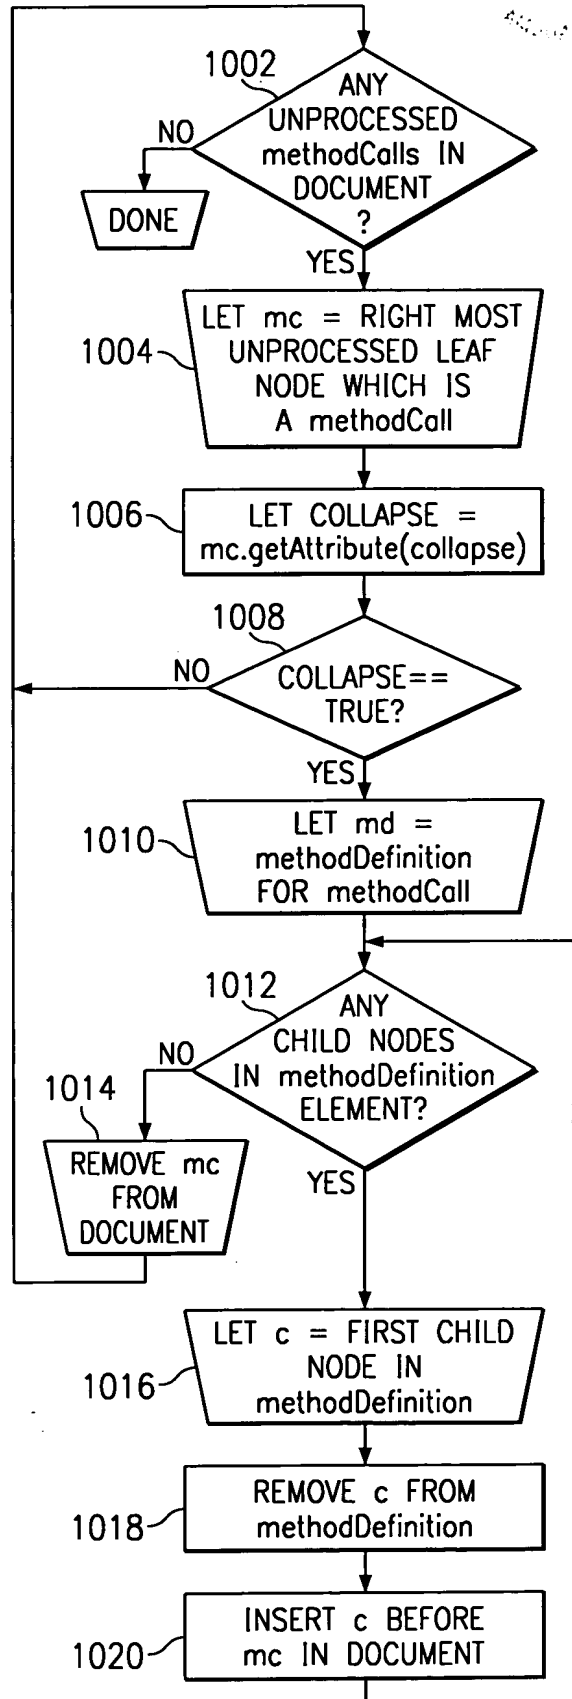 1002
ANY
UNPROCESSED
methodCalls IN
DOCUMENT
?
NO
DONE
YES
1004
LET mc = RIGHT MOST
UNPROCESSED LEAF
NODE WHICH IS
A methodCall
1006
LET COLLAPSE =
mc.getAttribute(collapse)
1008
NO
COLLAPSE==
TRUE?
YES
1010
LET md =
methodDefinition
FOR methodCall
1012
ANY
CHILD NODES
IN methodDefinition
ELEMENT?
NO
1014
REMOVE mc
FROM
DOCUMENT
YES
1016
LET c = FIRST CHILD
NODE IN
methodDefinition
1018
REMOVE c FROM
methodDefinition
1020
INSERT c BEFORE
mc IN DOCUMENT